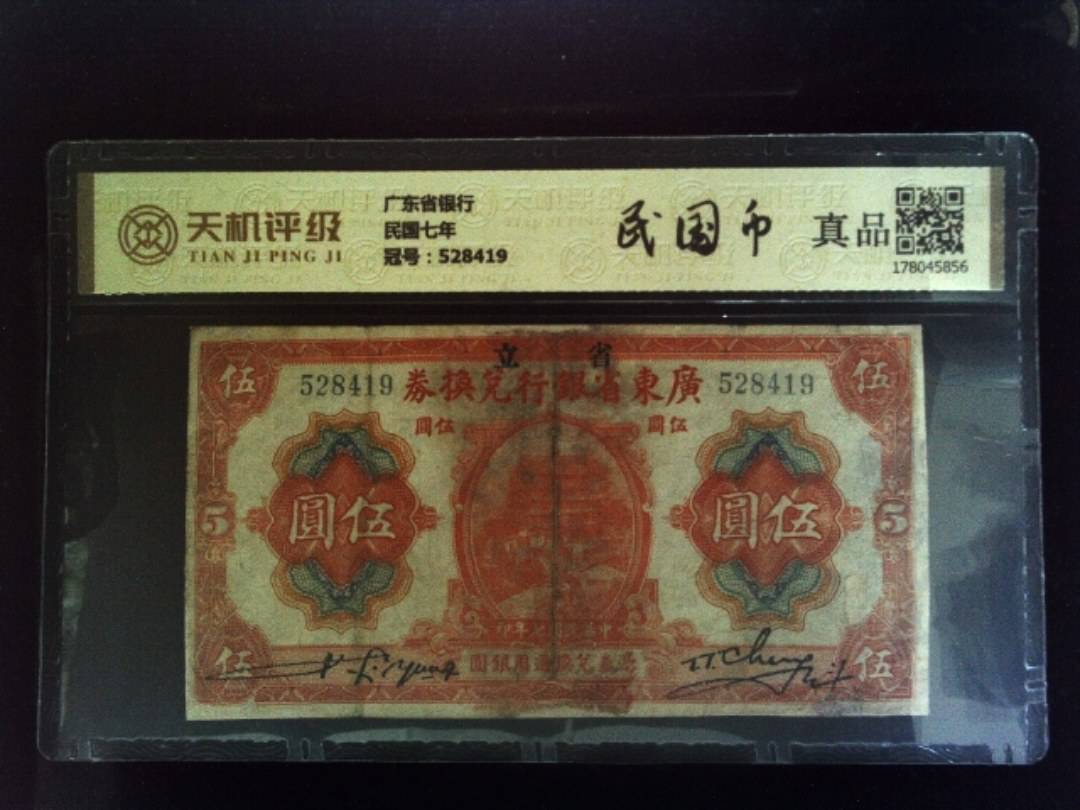 天机评级
TIAN JI PING JI
广东省银行
民国七年
冠号：528419
民国币
真品
178045856
立 省
528419 券換兌行銀省東廣 528419
圓伍 圓伍
伍 伍
圓伍 圓伍
5 5
伍 伍